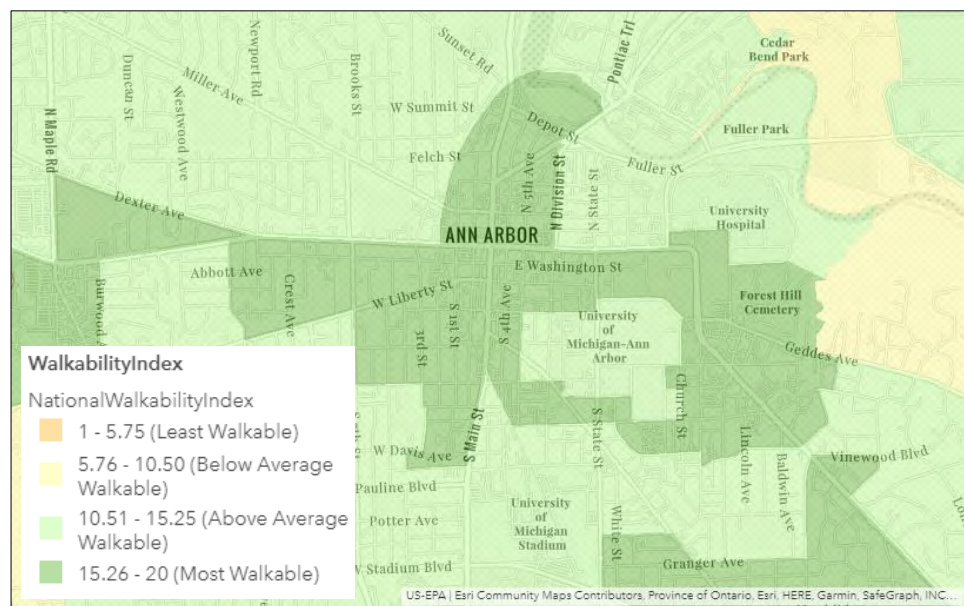 Cedar
Bend Park
Pontiac Trl
Sunset Rd
Newport Rd
Duncan St
Miller Ave
Brooks St
Westwood Ave
W Summit St
N Maple Rd
Depot St
Fuller Park
Felch St
N 5th Ave
N Division St
N State St
Fuller St
Dexter Ave
University
Hospital
ANN ARBOR
Abbott Ave
E Washington St
Crest Ave
W Liberty St
S 1st St
3rd St
S 4th Ave
Forest Hill
Cemetery
University
of
Michigan-Ann
Arbor
Geddes Ave
Church St
S State St
S Main St
W Davis Ave
Lincoln Ave
Baldwin Ave
Vinewood Blvd
Pauline Blvd
Potter Ave
University
of Michigan
Stadium
White St
W Stadium Blvd
Granger Ave
WalkabilityIndex
NationalWalkabilityIndex
1 - 5.75 (Least Walkable)
5.76 - 10.50 (Below Average
Walkable)
10.51 - 15.25 (Above Average
Walkable)
15.26 - 20 (Most Walkable)
US-EPA | Esri Community Maps Contributors, Province of Ontario, Esri, HERE, Garmin, SafeGraph, INC...